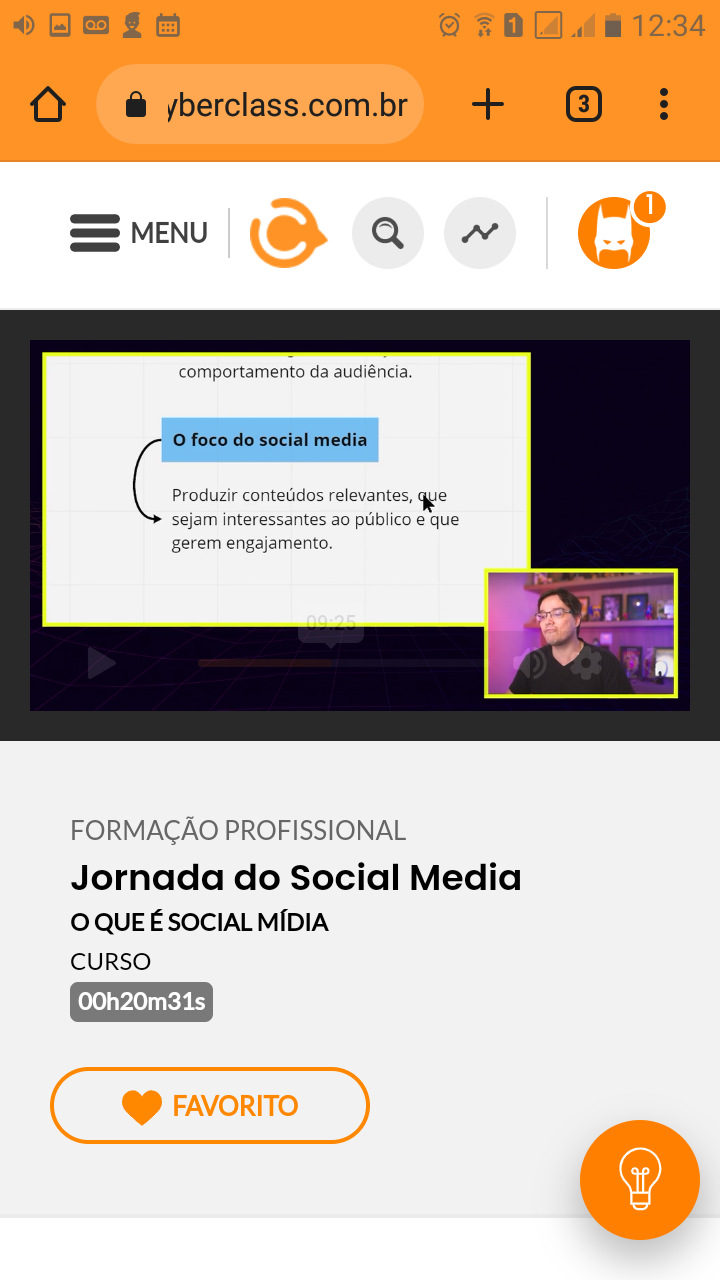 1
12:34
yberclass.com.br
3
MENU
1
comportamento da audiência.
O foco do social media
Produzir conteúdos relevantes, que
sejam interessantes ao público e que
gerem engajamento.
09:25
FORMAÇÃO PROFISSIONAL
Jornada do Social Media
O QUE É SOCIAL MÍDIA
CURSO
00h20m31s
FAVORITO